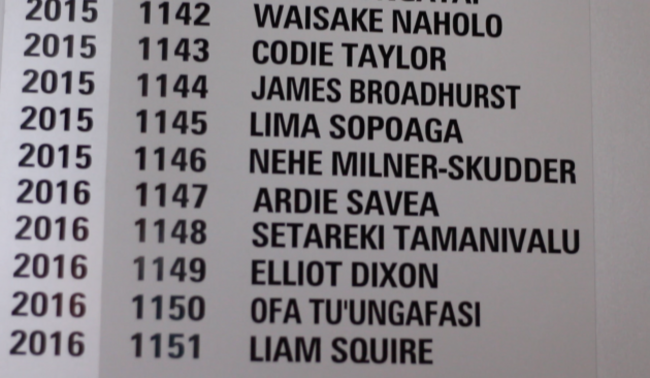 2015 1142 WAISAKE NAHOLO
2015 1143 CODIE TAYLOR
2015 1144 JAMES BROADHURST
2015 1145 LIMA SOPOAGA
2015 1146 NEHE MILNER-SKUDDER
2016 1147 ARDIE SAVEA
2016 1148 SETAREKI TAMANIVALU
2016 1149 ELLIOT DIXON
2016 1150 OFA TU'UNGAFASI
2016 1151 LIAM SQUIRE